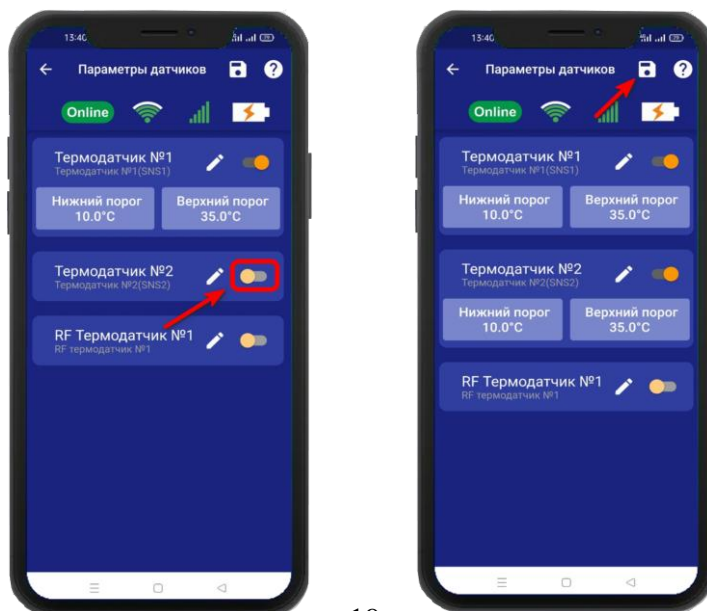 13:40
Параметры датчиков
Online
Термодатчик №1
Термодатчик №1(SNS1)
Нижний порог
10.0°C
Верхний порог
35.0°C
Термодатчик №2
Термодатчик №2(SNS2)
RF Термодатчик №1
RF термодатчик №1
13:40
Параметры датчиков
Online
Термодатчик №1
Термодатчик №1(SNS1)
Нижний порог
10.0°C
Верхний порог
35.0°C
Термодатчик №2
Термодатчик №2(SNS2)
Нижний порог
10.0°C
Верхний порог
35.0°C
RF Термодатчик №1
RF термодатчик №1